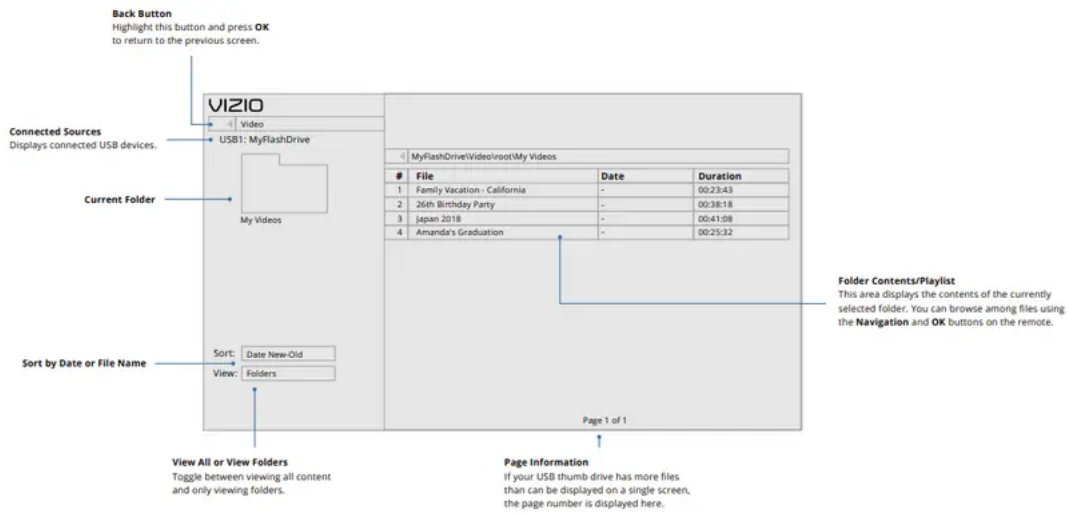 Back Button
Highlight this button and press OK
to return to the previous screen.
VIZIO
Video
Connected Sources
Displays connected USB devices.
USB1: MyFlashDrive
MyFlashDrive\Video\root\My Videos
# File Date Duration
1 Family Vacation - California - 00:23:43
2 26th Birthday Party - 00:38:18
3 Japan 2018 - 00:41:08
4 Amanda's Graduation - 00:25:32
Current Folder
My Videos
Folder Contents/Playlist
This area displays the contents of the currently
selected folder. You can browse among files using
the Navigation and OK buttons on the remote.
Sort by Date or File Name
Sort: Date New-Old
View: Folders
Page 1 of 1
View All or View Folders
Toggle between viewing all content
and only viewing folders.
Page Information
If your USB thumb drive has more files
than can be displayed on a single screen,
the page number is displayed here.